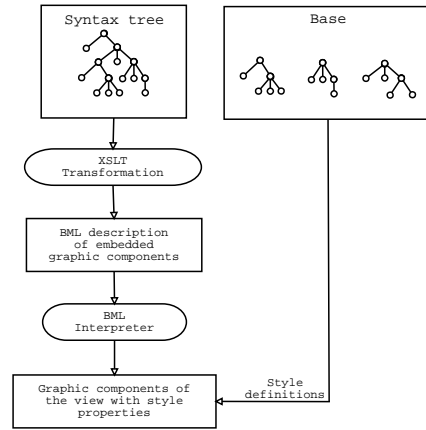 Syntax tree
Base
XSLT
Transformation
BML description
of embedded
graphic components
BML
Interpreter
Style
definitions
Graphic components of
the view with style
properties